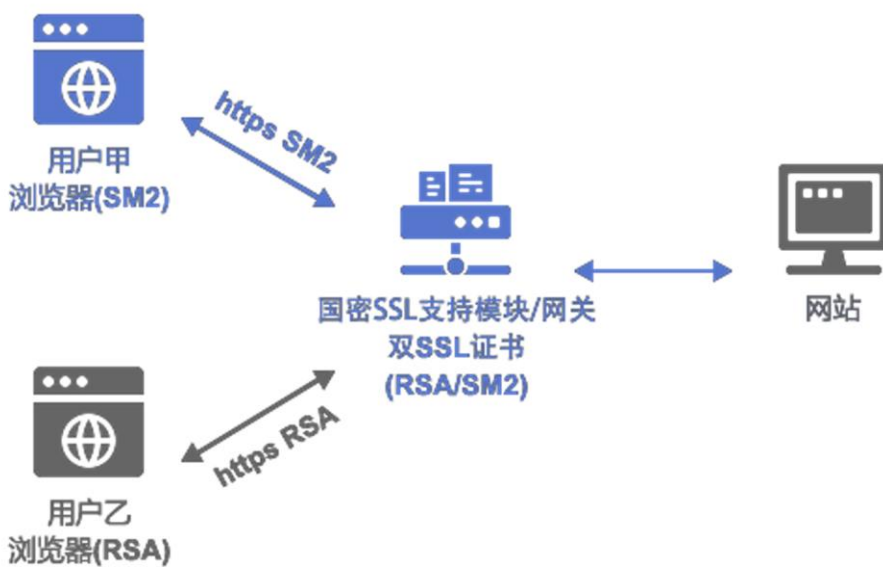 用户甲
浏览器(SM2)
https SM2
国密SSL支持模块/网关
双SSL证书
(RSA/SM2)
网站
https RSA
用户乙
浏览器(RSA)